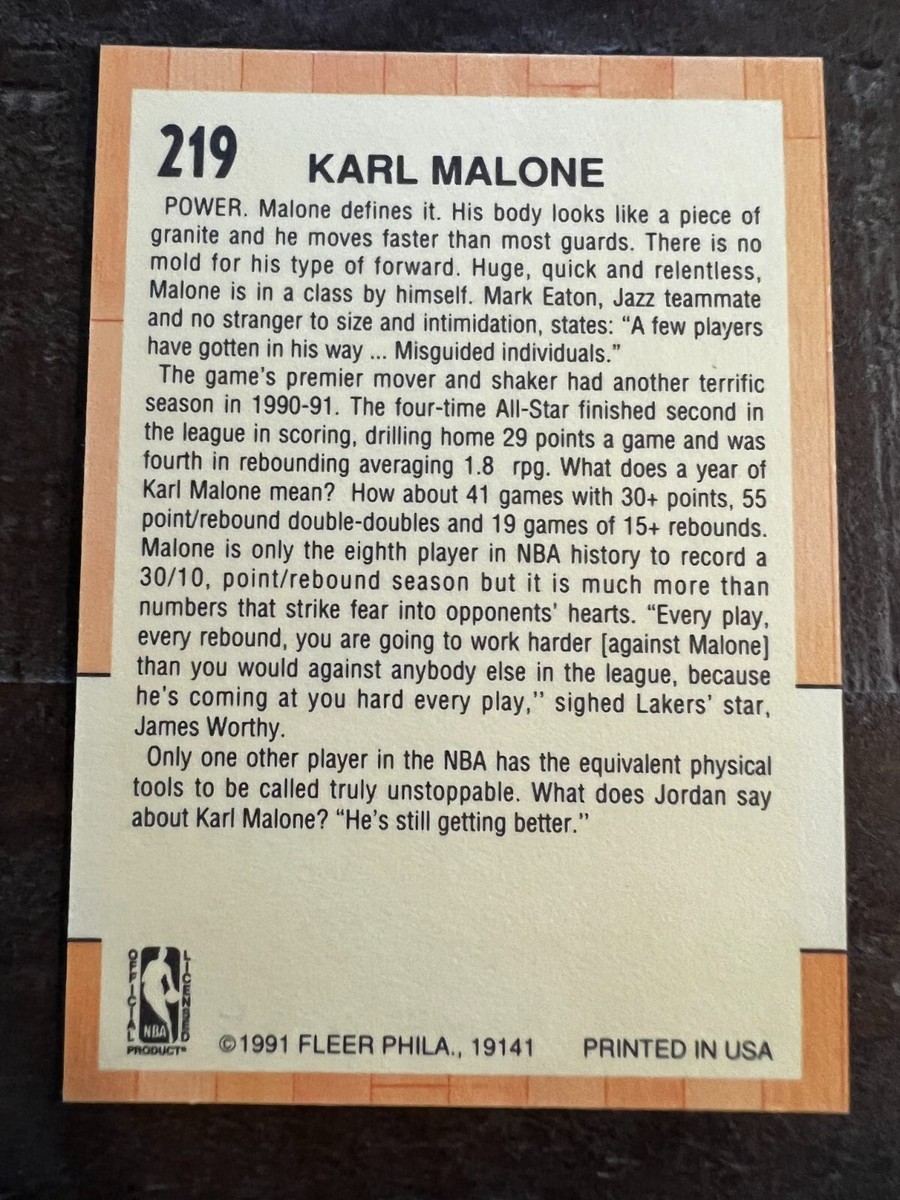 219
KARL MALONE
POWER. Malone defines it. His body looks like a piece of
granite and he moves faster than most guards. There is no
mold for his type of forward. Huge, quick and relentless,
Malone is in a class by himself. Mark Eaton, Jazz teammate
and no stranger to size and intimidation, states: “A few players
have gotten in his way ... Misguided individuals.”
The game's premier mover and shaker had another terrific
season in 1990-91. The four-time All-Star finished second in
the league in scoring, drilling home 29 points a game and was
fourth in rebounding averaging 1.8 rpg. What does a year of
Karl Malone mean? How about 41 games with 30+ points, 55
point/rebound double-doubles and 19 games of 15+ rebounds.
Malone is only the eighth player in NBA history to record a
30/10, point/rebound season but it is much more than
numbers that strike fear into opponents' hearts. “Every play,
every rebound, you are going to work harder [against Malone]
than you would against anybody else in the league, because
he's coming at you hard every play,” sighed Lakers' star,
James Worthy.
Only one other player in the NBA has the equivalent physical
tools to be called truly unstoppable. What does Jordan say
about Karl Malone? “He's still getting better.”
OFFICIAL
LICENSED
NBA
PRODUCT®
©1991 FLEER PHILA., 19141
PRINTED IN USA